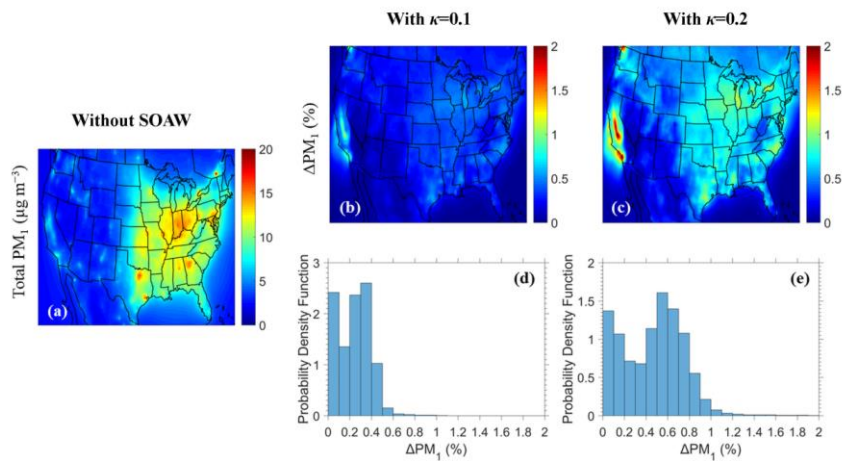 With κ=0.1
With κ=0.2
Without SOAW
Total PM₁ (µg m⁻³)
20
15
10
5
0
(a)
ΔPM₁ (%)
2
1.5
1
0.5
0
(b)
2
1.5
1
0.5
0
(c)
Probability Density Function
3
2
1
0
(d)
0 0.2 0.4 0.6 0.8 1 1.2 1.4 1.6 1.8 2
ΔPM₁ (%)
Probability Density Function
2
1.5
1
0.5
0
(e)
0 0.2 0.4 0.6 0.8 1 1.2 1.4 1.6 1.8 2
ΔPM₁ (%)